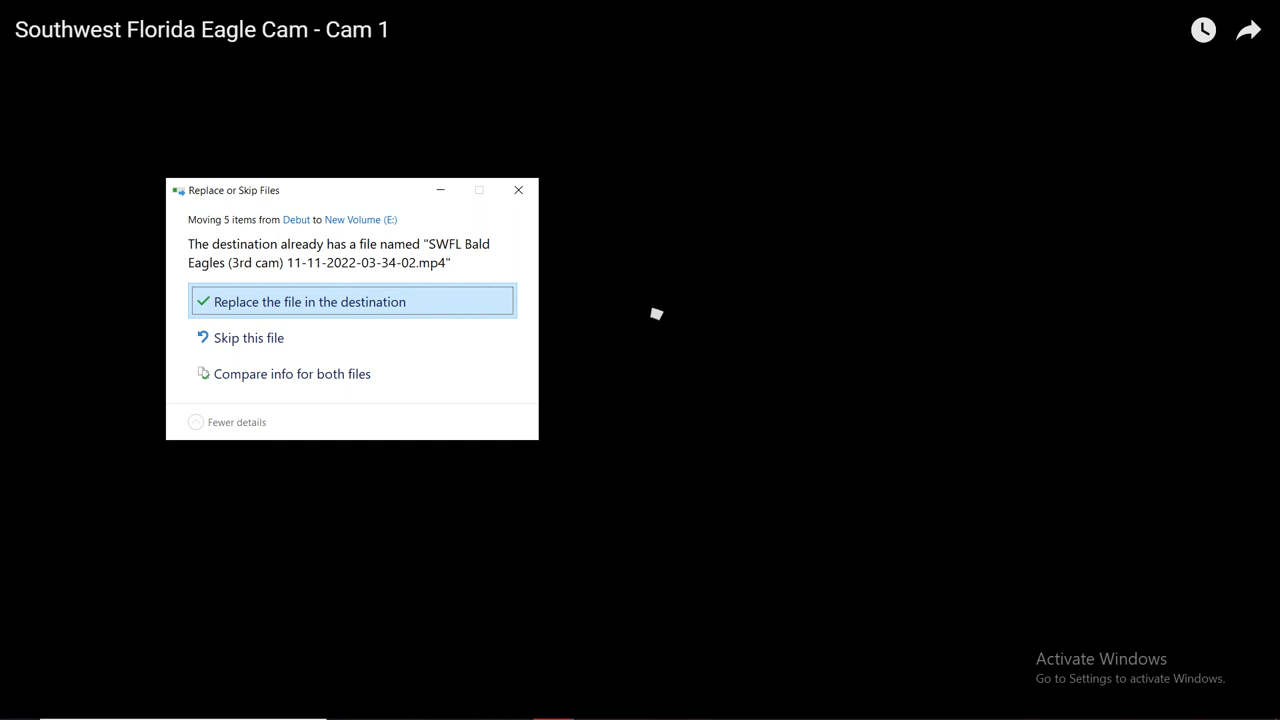 Southwest Florida Eagle Cam - Cam 1
Replace or Skip Files
Moving 5 items from Debut to New Volume (E:)
The destination already has a file named "SWFL Bald
Eagles (3rd cam) 11-11-2022-03-34-02.mp4"
Replace the file in the destination
Skip this file
Compare info for both files
Fewer details
Activate Windows
Go to Settings to activate Windows.